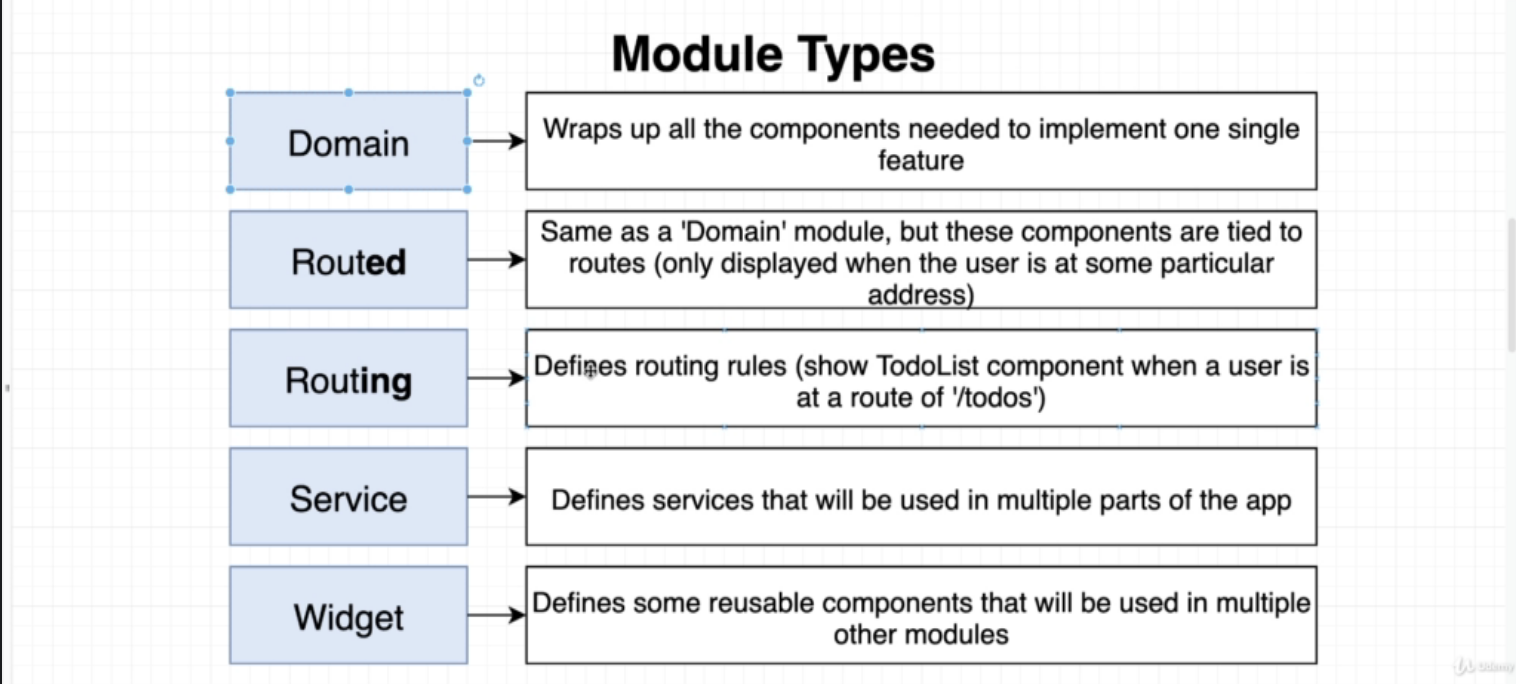 Module Types
Domain
Wraps up all the components needed to implement one single
feature
Routed
Same as a 'Domain' module, but these components are tied to
routes (only displayed when the user is at some particular
address)
Routing
Defines routing rules (show TodoList component when a user is
at a route of '/todos')
Service
Defines services that will be used in multiple parts of the app
Widget
Defines some reusable components that will be used in multiple
other modules
Udemy